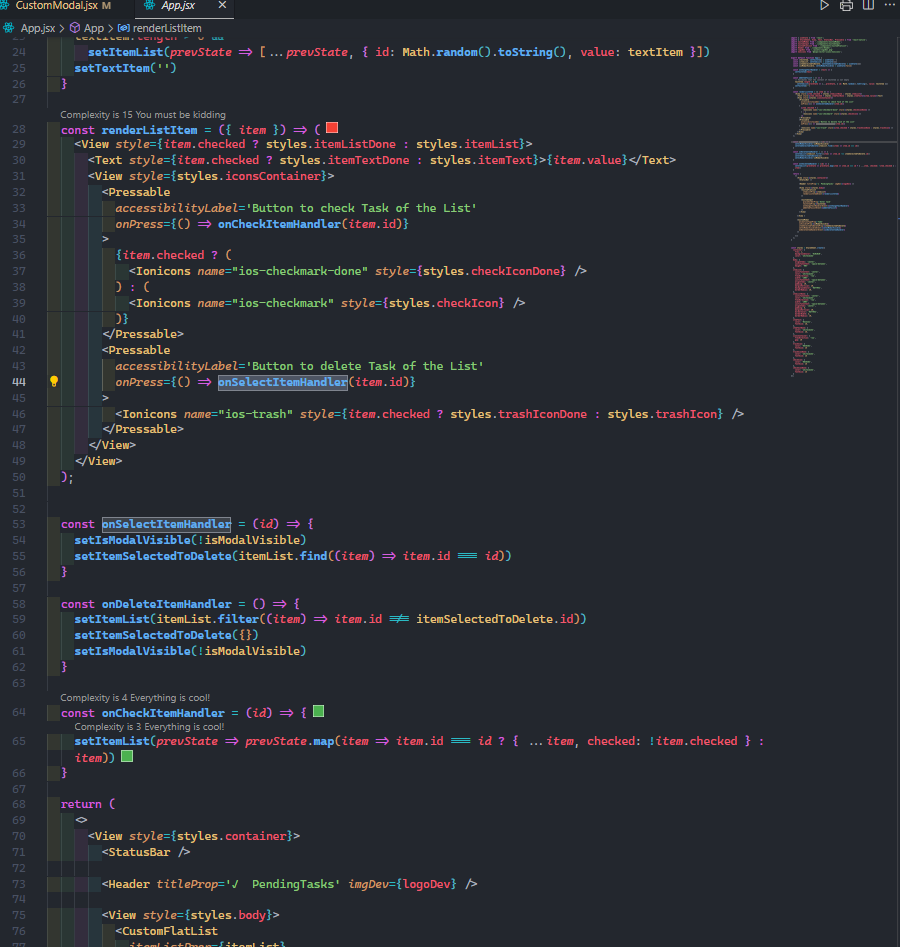 CustomModal.jsx M
App.jsx ×
App.jsx > App > renderListItem
24 setItemList(prevState => [...prevState, { id: Math.random().toString(), value: textItem }])
25 setTextItem('')
26 }
27
Complexity is 15 You must be kidding
28 const renderListItem = ({ item }) => (
29 <View style={item.checked ? styles.itemListDone : styles.itemList}>
30 <Text style={item.checked ? styles.itemTextDone : styles.itemText}>{item.value}</Text>
31 <View style={styles.iconsContainer}>
32 <Pressable
33 accessibilityLabel='Button to check Task of the List'
34 onPress={() => onCheckItemHandler(item.id)}
35 >
36 {item.checked ? (
37 <Ionicons name="ios-checkmark-done" style={styles.checkIconDone} />
38 ) : (
39 <Ionicons name="ios-checkmark" style={styles.checkIcon} />
40 )}
41 </Pressable>
42 <Pressable
43 accessibilityLabel='Button to delete Task of the List'
44 onPress={() => onSelectItemHandler(item.id)}
45 >
46 <Ionicons name="ios-trash" style={item.checked ? styles.trashIconDone : styles.trashIcon} />
47 </Pressable>
48 </View>
49 </View>
50 );
51
52
53 const onSelectItemHandler = (id) => {
54 setIsModalVisible(!isModalVisible)
55 setItemSelectedToDelete(itemList.find((item) => item.id === id))
56 }
57
58 const onDeleteItemHandler = () => {
59 setItemList(itemList.filter((item) => item.id !== itemSelectedToDelete.id))
60 setItemSelectedToDelete({})
61 setIsModalVisible(!isModalVisible)
62 }
63
Complexity is 4 Everything is cool!
64 const onCheckItemHandler = (id) => {
Complexity is 3 Everything is cool!
65 setItemList(prevState => prevState.map(item => item.id === id ? { ...item, checked: !item.checked } :
item))
66 }
67
68 return (
69 <>
70 <View style={styles.container}>
71 <StatusBar />
72
73 <Header titleProp='✓ PendingTasks' imgDev={logoDev} />
74
75 <View style={styles.body}>
76 <CustomFlatList
77 itemListProp={itemList}